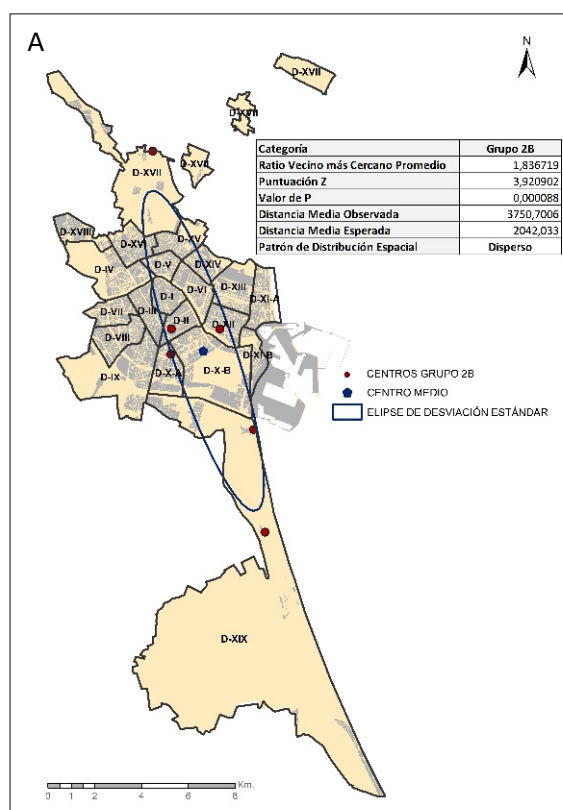 A
N
D-XVII
D-XVII
D-XVII
D-XVII
Categoría Grupo 2B
Ratio Vecino más Cercano Promedio 1,836719
Puntuación Z 3,920902
Valor de P 0,000088
Distancia Media Observada 3750,7006
Distancia Media Esperada 2042,033
Patrón de Distribución Espacial Disperso
D-XVIII
D-XVI
D-XV
D-IV
D-V
D-XIV
D-VI
D-XIII
D-I
D-XI-A
D-VII
D-III
D-II
D-XII
D-VIII
D-XI-B
D-IX
D-X-A
D-X-B
CENTROS GRUPO 2B
CENTRO MEDIO
ELIPSE DE DESVIACIÓN ESTÁNDAR
D-XIX
Km.
0 1 2 4 6 8